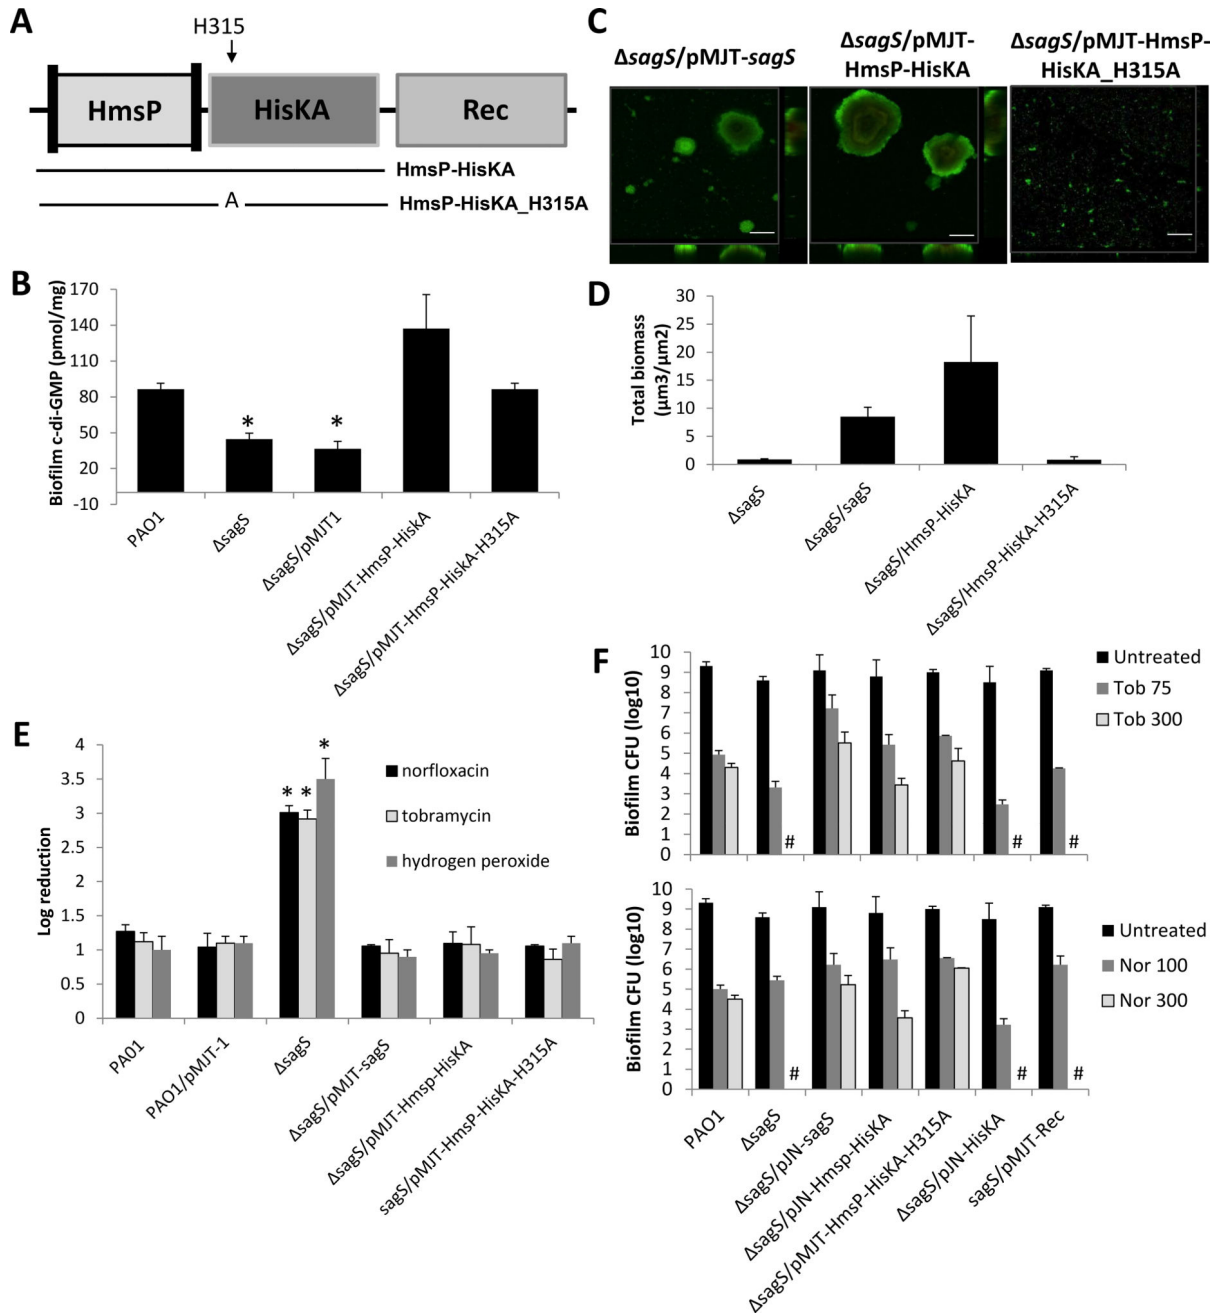 A
H315
HmsP
HisKA
Rec
HmsP-HisKA
A
HmsP-HisKA_H315A
C
ΔsagS/pMJT-sagS
ΔsagS/pMJT-
HmsP-HisKA
ΔsagS/pMJT-HmsP-
HisKA_H315A
B
Biofilm c-di-GMP (pmol/mg)
170
140
110
80
50
20
-10
PAO1
ΔsagS
ΔsagS/pMJT1
ΔsagS/pMJT-HmsP-HiskA
ΔsagS/pMJT-HmsP-HiskA-H315A
*
*
D
Total biomass
(µm3/µm2)
30
25
20
15
10
5
0
ΔsagS
ΔsagS/sagS
ΔsagS/HmsP-HisKA
ΔsagS/HmsP-HisKA-H315A
E
Log reduction
4
3.5
3
2.5
2
1.5
1
0.5
0
* * *
norfloxacin
tobramycin
hydrogen peroxide
PA01
PAO1/pMJT-1
ΔsagS
ΔsagS/pMJT-sagS
ΔsagS/pMJT-Hmsp-HisKA
sagS/pMJT-HmsP-HisKA-H315A
F
Biofilm CFU (log10)
10
9
8
7
6
5
4
3
2
1
0
# # #
Untreated
Tob 75
Tob 300
Biofilm CFU (log10)
10
9
8
7
6
5
4
3
2
1
0
# # #
Untreated
Nor 100
Nor 300
PAO1
ΔsagS
ΔsagS/pJN-sagS
ΔsagS/pJN-Hmsp-HisKA
ΔsagS/pMJT-HmsP-HisKA-H315A
ΔsagS/pJN-HisKA
sagS/pMJT-Rec